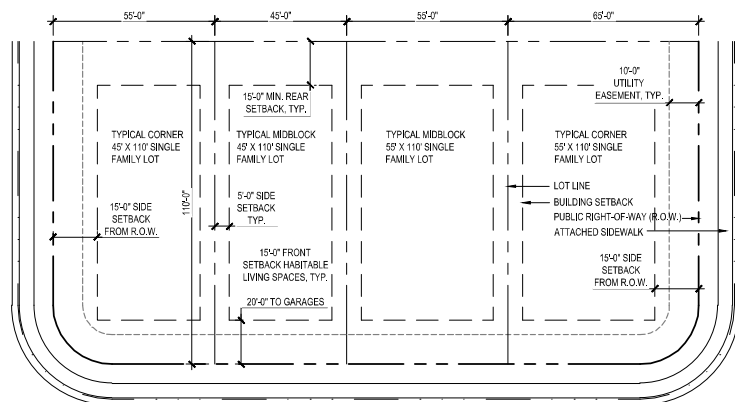 55'-0" 45'-0" 55'-0" 65'-0"
10'-0"
UTILITY
EASEMENT, TYP.
15'-0" MIN. REAR
SETBACK, TYP.
TYPICAL CORNER
45' X 110' SINGLE
FAMILY LOT
TYPICAL MIDBLOCK
45' X 110' SINGLE
FAMILY LOT
TYPICAL MIDBLOCK
55' X 110' SINGLE
FAMILY LOT
TYPICAL CORNER
55' X 110' SINGLE
FAMILY LOT
LOT LINE
BUILDING SETBACK
PUBLIC RIGHT-OF-WAY (R.O.W.)
ATTACHED SIDEWALK
15'-0" SIDE
SETBACK
FROM R.O.W.
110'-0"
5'-0" SIDE
SETBACK
TYP.
15'-0" FRONT
SETBACK HABITABLE
LIVING SPACES, TYP.
20'-0" TO GARAGES
15'-0" SIDE
SETBACK
FROM R.O.W.